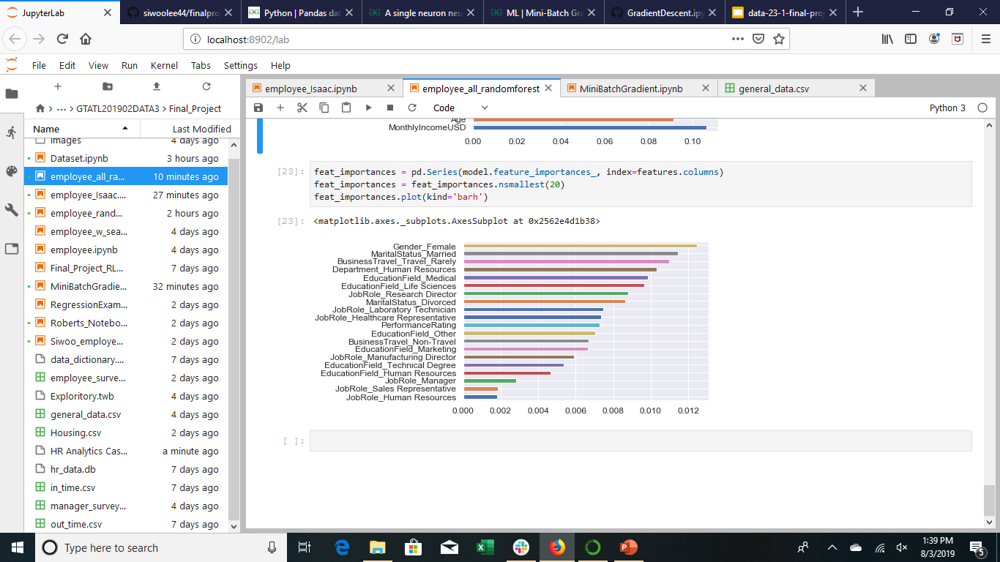 JupyterLab
siwoolee44/finalpro
Python | Pandas dat
A single neuron neu
ML | Mini-Batch Gra
GradientDescent.ipy
data-23-1-final-proj
localhost:8902/lab
File Edit View Run Kernel Tabs Settings Help
employee_Isaac.ipynb
employee_all_randomforest
MiniBatchGradient.ipynb
general_data.csv
Code
Python 3
... > GTATL201902DATA3 > Final_Project
Name Last Modified
images 4 days ago
Dataset.ipynb 3 hours ago
employee_all_ra... 10 minutes ago
employee_Isaac.... 27 minutes ago
employee_rand... 2 hours ago
employee_w_sea... 4 days ago
employee.ipynb 4 days ago
Final_Project_RL... 7 days ago
MiniBatchGradie... 32 minutes ago
RegressionExam... 2 days ago
Roberts_Notebo... 2 days ago
Siwoo_employe... 2 days ago
data_dictionary.... 7 days ago
employee_surve... 2 days ago
Exploritory.twb 4 days ago
general_data.csv 4 days ago
Housing.csv 2 days ago
HR Analytics Cas... a minute ago
hr_data.db 7 days ago
in_time.csv 7 days ago
manager_survey... 4 days ago
out_time.csv 7 days ago
Age
MonthlyIncomeUSD
0.00 0.02 0.04 0.06 0.08 0.10
[23]: feat_importances = pd.Series(model.feature_importances_, index=features.columns)
feat_importances = feat_importances.nsmallest(20)
feat_importances.plot(kind='barh')
[23]: <matplotlib.axes._subplots.AxesSubplot at 0x2562e4d1b38>
Gender_Female
MaritalStatus_Married
BusinessTravel_Travel_Rarely
Department_Human Resources
EducationField_Medical
EducationField_Life Sciences
JobRole_Research Director
MaritalStatus_Divorced
JobRole_Laboratory Technician
JobRole_Healthcare Representative
PerformanceRating
EducationField_Other
BusinessTravel_Non-Travel
EducationField_Marketing
JobRole_Manufacturing Director
EducationField_Technical Degree
EducationField_Human Resources
JobRole_Manager
JobRole_Sales Representative
JobRole_Human Resources
0.000 0.002 0.004 0.006 0.008 0.010 0.012
[ ]:
Type here to search
1:39 PM
8/3/2019
5